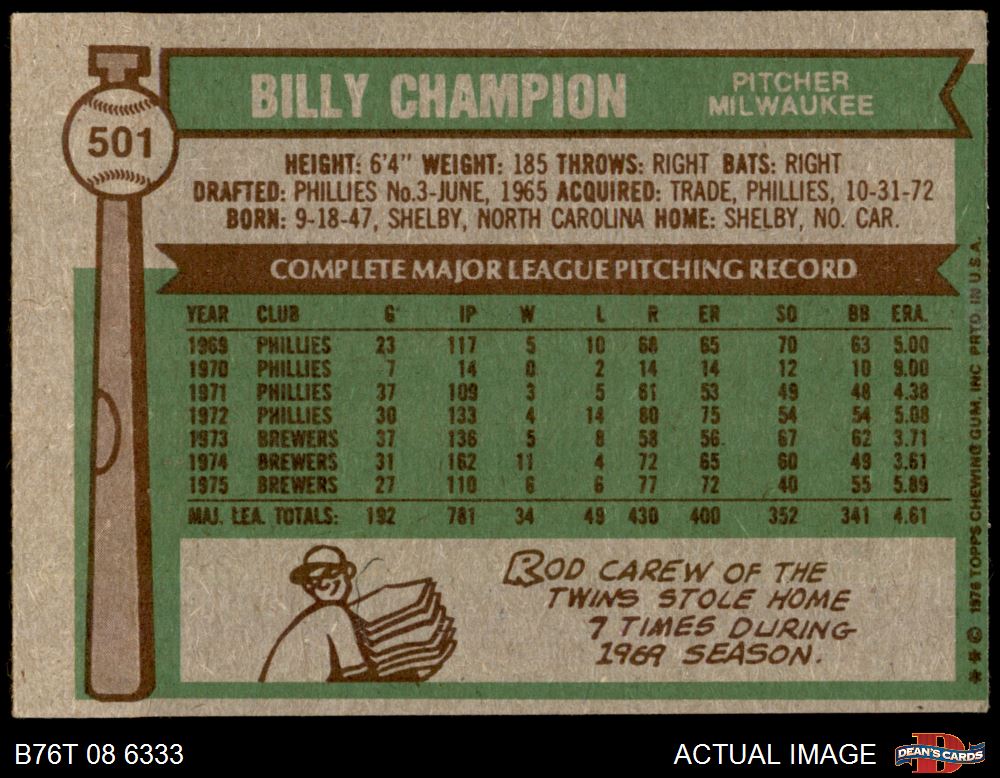 501
BILLY CHAMPION
PITCHER
MILWAUKEE
HEIGHT: 6'4" WEIGHT: 185 THROWS: RIGHT BATS: RIGHT
DRAFTED: PHILLIES No.3-JUNE, 1965 ACQUIRED: TRADE, PHILLIES, 10-31-72
BORN: 9-18-47, SHELBY, NORTH CAROLINA HOME: SHELBY, NO. CAR.
COMPLETE MAJOR LEAGUE PITCHING RECORD
YEAR CLUB G IP W L R ER SO BB ERA.
1969 PHILLIES 23 117 5 10 68 65 70 63 5.00
1970 PHILLIES 7 14 0 2 14 14 12 10 9.00
1971 PHILLIES 37 109 3 5 61 53 49 48 4.38
1972 PHILLIES 30 133 4 14 80 75 54 54 5.08
1973 BREWERS 37 136 5 8 58 56 67 62 3.71
1974 BREWERS 31 162 11 4 72 65 60 49 3.61
1975 BREWERS 27 110 6 6 77 72 40 55 5.89
MAJ. LEA. TOTALS: 192 781 34 49 430 400 352 341 4.61
ROD CAREW OF THE
TWINS STOLE HOME
7 TIMES DURING
1969 SEASON.
* * © 1976 TOPPS CHEWING GUM, INC PRTD. IN U.S.A.
B76T 08 6333
ACTUAL IMAGE
DEAN'S CARDS